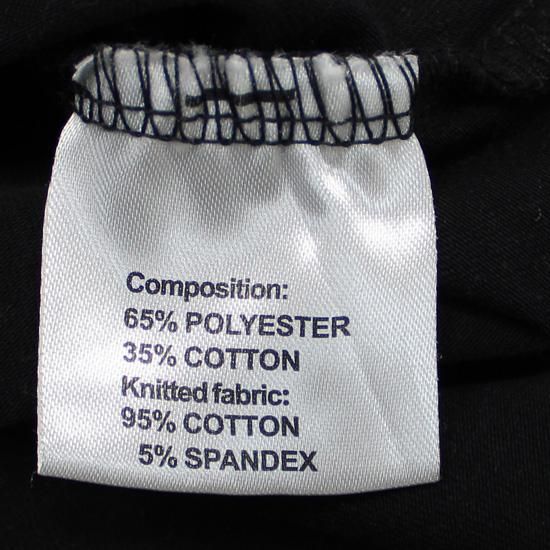 Composition:
65% POLYESTER
35% COTTON
Knitted fabric:
95% COTTON
5% SPANDEX